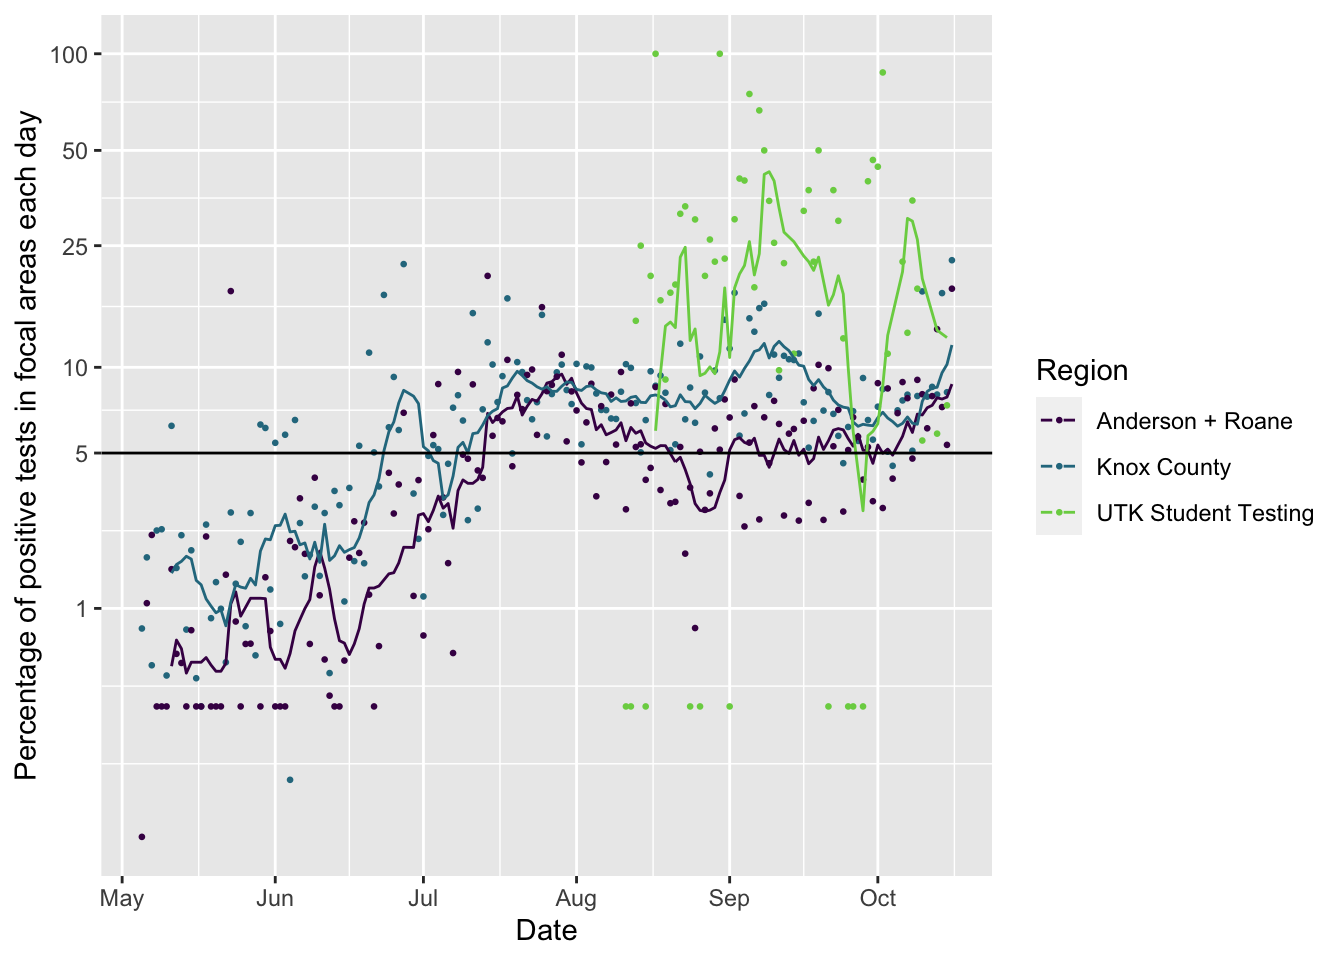 Percentage of positive tests in focal areas each day
100
50
25
10
5
1
May
Jun
Jul
Aug
Sep
Oct
Date
Region
Anderson + Roane
Knox County
UTK Student Testing